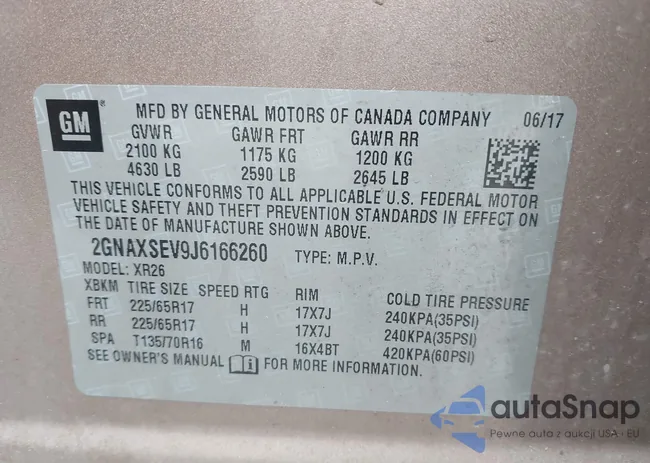 GM ® MFD BY GENERAL MOTORS OF CANADA COMPANY 06/17
GVWR GAWR FRT GAWR RR
2100 KG 1175 KG 1200 KG
4630 LB 2590 LB 2645 LB
THIS VEHICLE CONFORMS TO ALL APPLICABLE U.S. FEDERAL MOTOR
VEHICLE SAFETY AND THEFT PREVENTION STANDARDS IN EFFECT ON
THE DATE OF MANUFACTURE SHOWN ABOVE.
2GNAXSEV9J6166260 TYPE: M.P.V.
MODEL: XR26
XBKM TIRE SIZE SPEED RTG RIM COLD TIRE PRESSURE
FRT 225/65R17 H 17X7J 240KPA(35PSI)
RR 225/65R17 H 17X7J 240KPA(35PSI)
SPA T135/70R16 M 16X4BT 420KPA(60PSI)
SEE OWNER'S MANUAL i FOR MORE INFORMATION.
autaSnap
Pewne auta z aukcji USA · EU